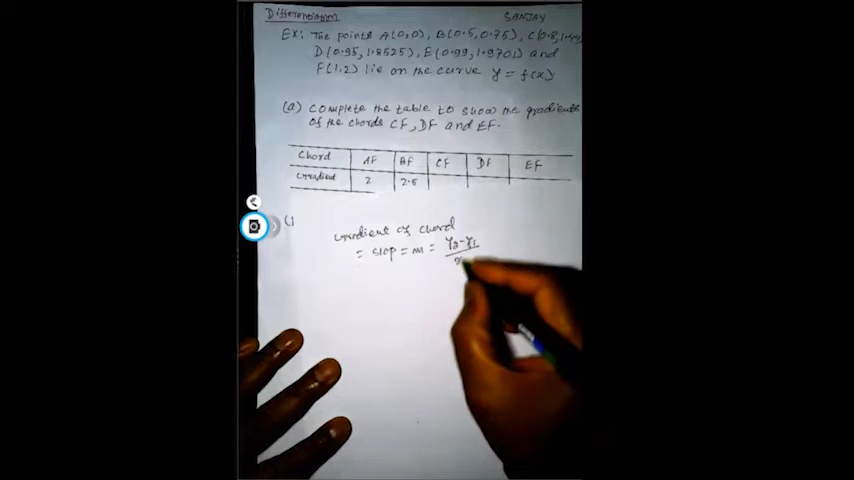 Differentiation SANJAY
EX: The points A(0,0), B(0.5,0.75), C(0.8,1.44)
D(0.95,1.8525), E(0.99,1.9701) and
F(1,2) lie on the curve y = f(x)
(a) Complete the table to show the gradients
of the chords CF, DF and EF.
Chord AF BF CF DF EF
Gradient 2 2.5
(1
Gradient of chord
= slop = m = y2-y1
x